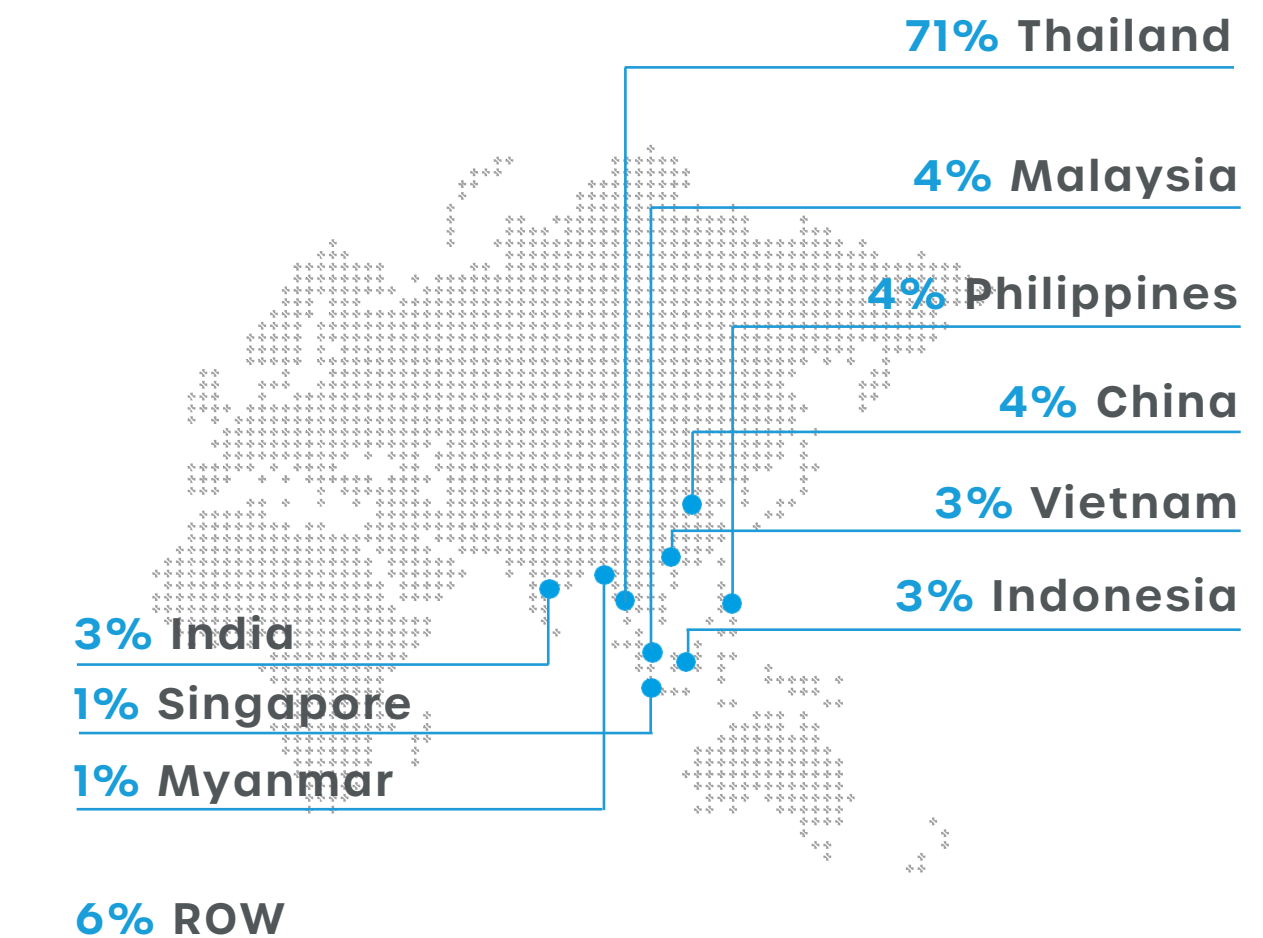 71% Thailand
4% Malaysia
4% Philippines
4% China
3% Vietnam
3% Indonesia
3% India
1% Singapore
1% Myanmar
6% ROW